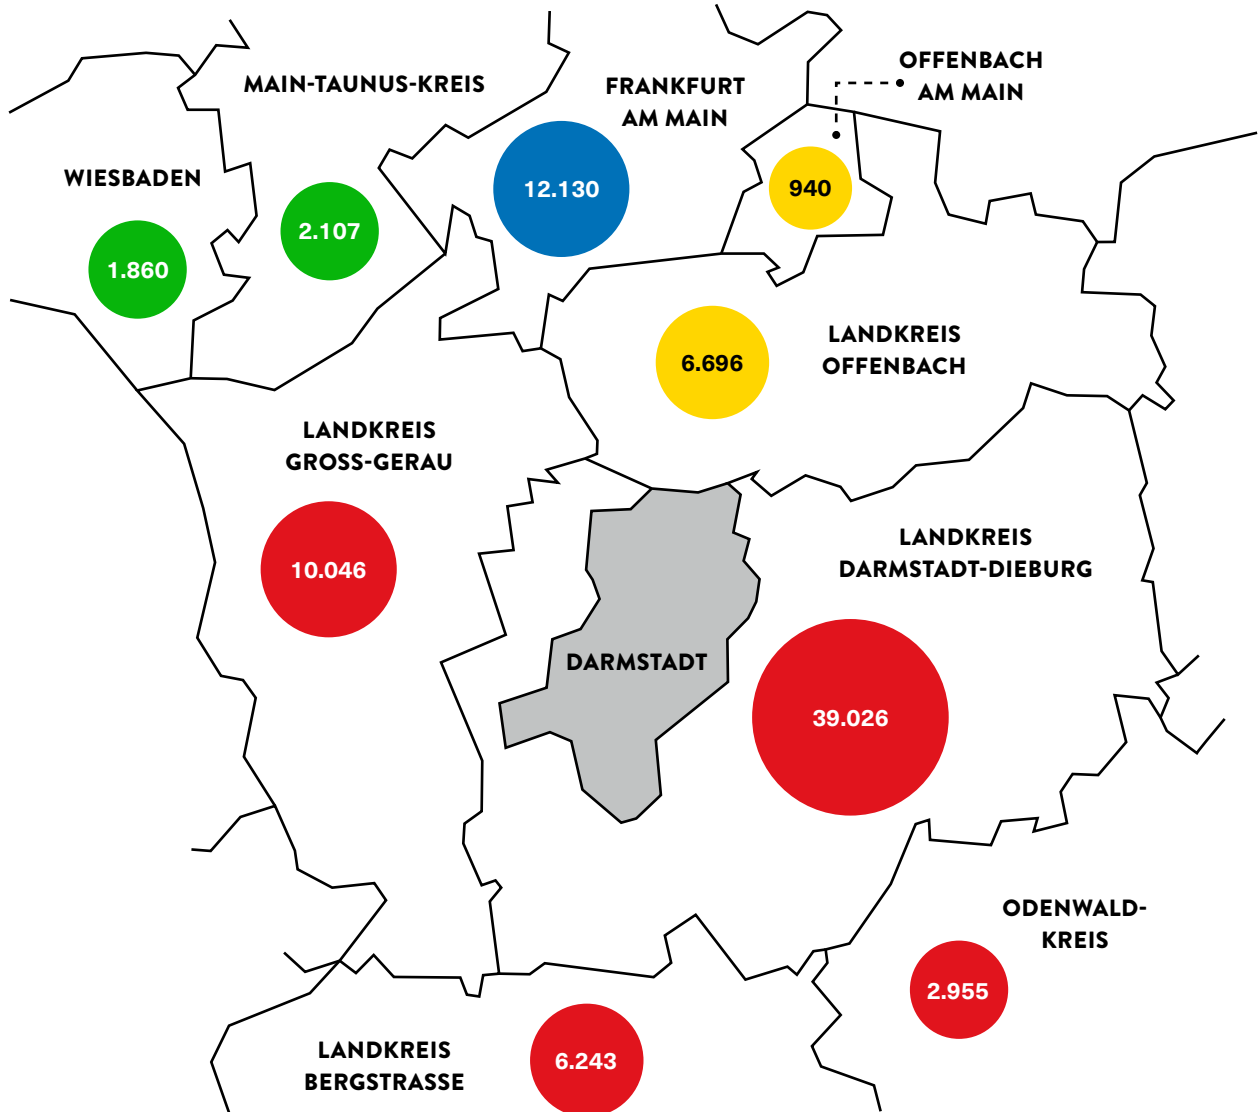 MAIN-TAUNUS-KREIS
FRANKFURT
AM MAIN
OFFENBACH
AM MAIN
WIESBADEN
12.130
940
2.107
1.860
LANDKREIS
OFFENBACH
6.696
LANDKREIS
GROSS-GERAU
10.046
LANDKREIS
DARMSTADT-DIEBURG
DARMSTADT
39.026
ODENWALD-
KREIS
2.955
LANDKREIS
BERGSTRASSE
6.243